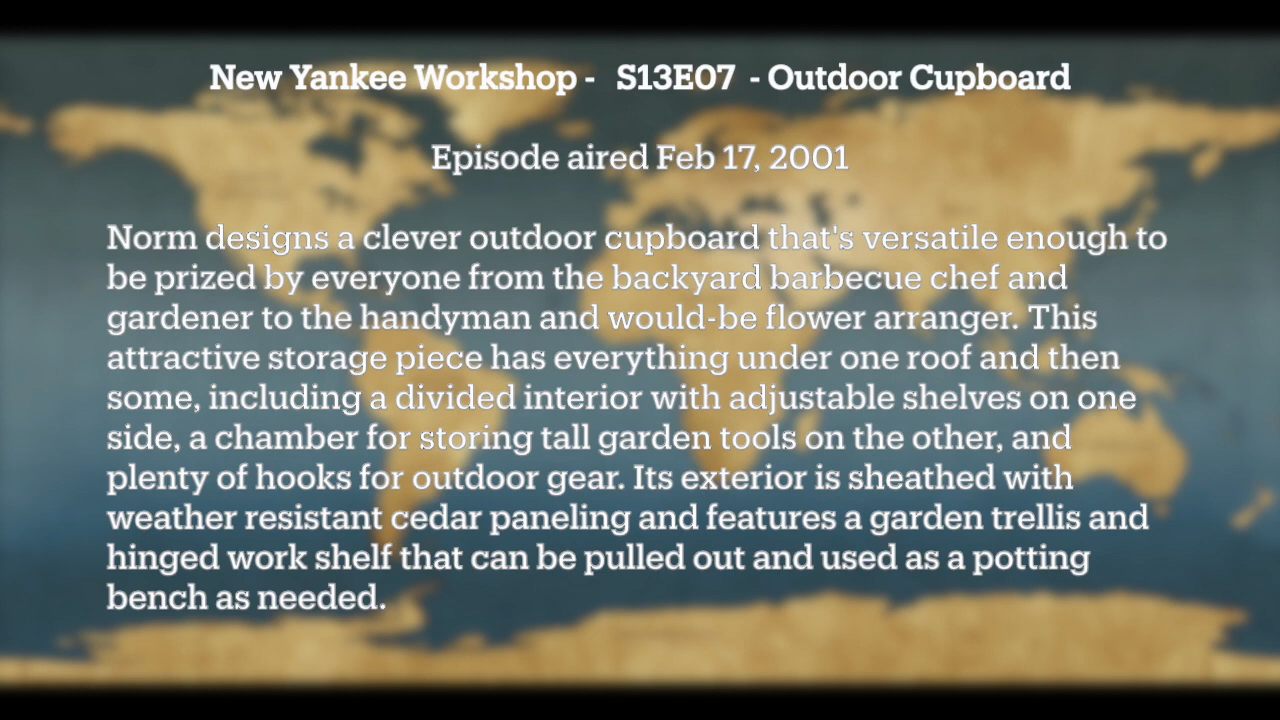 New Yankee Workshop - S13E07 - Outdoor Cupboard
Episode aired Feb 17, 2001
Norm designs a clever outdoor cupboard that's versatile enough to
be prized by everyone from the backyard barbecue chef and
gardener to the handyman and would-be flower arranger. This
attractive storage piece has everything under one roof and then
some, including a divided interior with adjustable shelves on one
side, a chamber for storing tall garden tools on the other, and
plenty of hooks for outdoor gear. Its exterior is sheathed with
weather resistant cedar paneling and features a garden trellis and
hinged work shelf that can be pulled out and used as a potting
bench as needed.